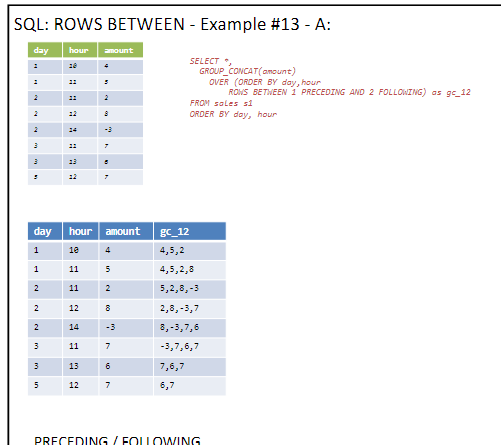 SQL: ROWS BETWEEN - Example #13 - A:
day hour amount
1 10 4
1 11 5
2 11 2
2 12 8
2 14 -3
3 11 7
3 13 6
5 12 7
SELECT *,
GROUP_CONCAT(amount)
OVER (ORDER BY day,hour
ROWS BETWEEN 1 PRECEDING AND 2 FOLLOWING) as gc_12
FROM sales s1
ORDER BY day, hour
day hour amount gc_12
1 10 4 4,5,2
1 11 5 4,5,2,8
2 11 2 5,2,8,-3
2 12 8 2,8,-3,7
2 14 -3 8,-3,7,6
3 11 7 -3,7,6,7
3 13 6 7,6,7
5 12 7 6,7
PRECEDING / FOLLOWING